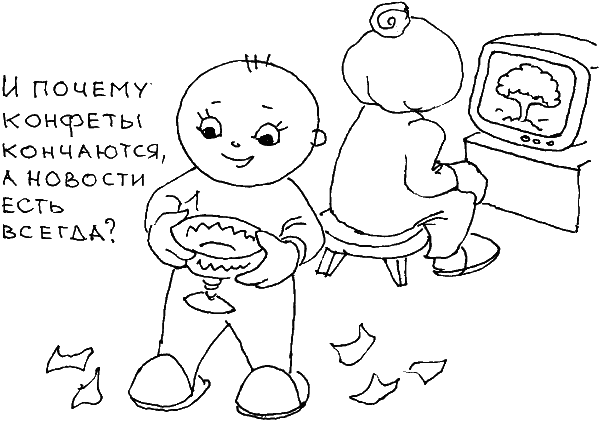 И ПОЧЕМУ
КОНФЕТЫ
КОНЧАЮТСЯ,
А НОВОСТИ
ЕСТЬ
ВСЕГДА?